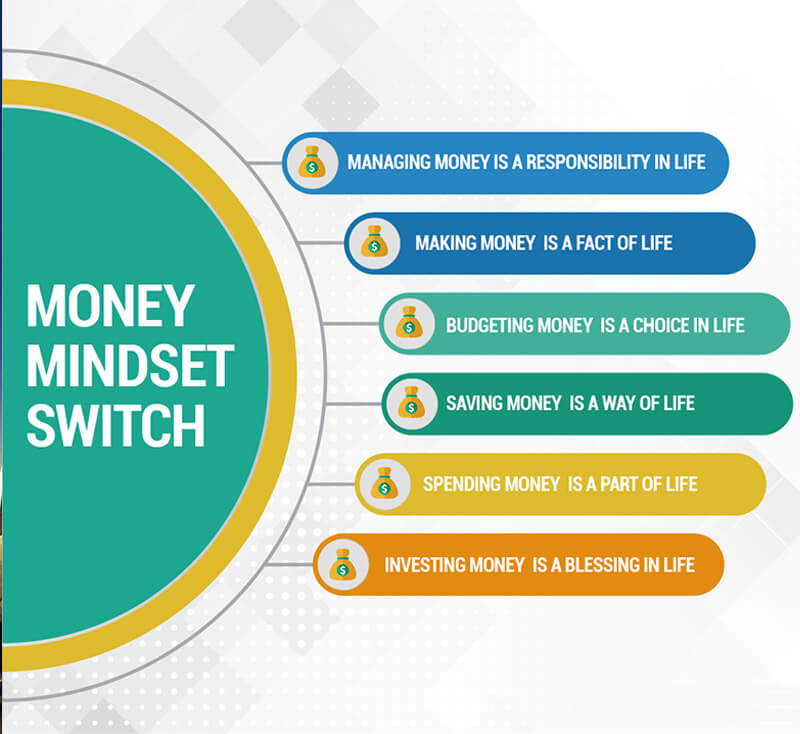 MONEY
MINDSET
SWITCH
MANAGING MONEY IS A RESPONSIBILITY IN LIFE
MAKING MONEY IS A FACT OF LIFE
BUDGETING MONEY IS A CHOICE IN LIFE
SAVING MONEY IS A WAY OF LIFE
SPENDING MONEY IS A PART OF LIFE
INVESTING MONEY IS A BLESSING IN LIFE